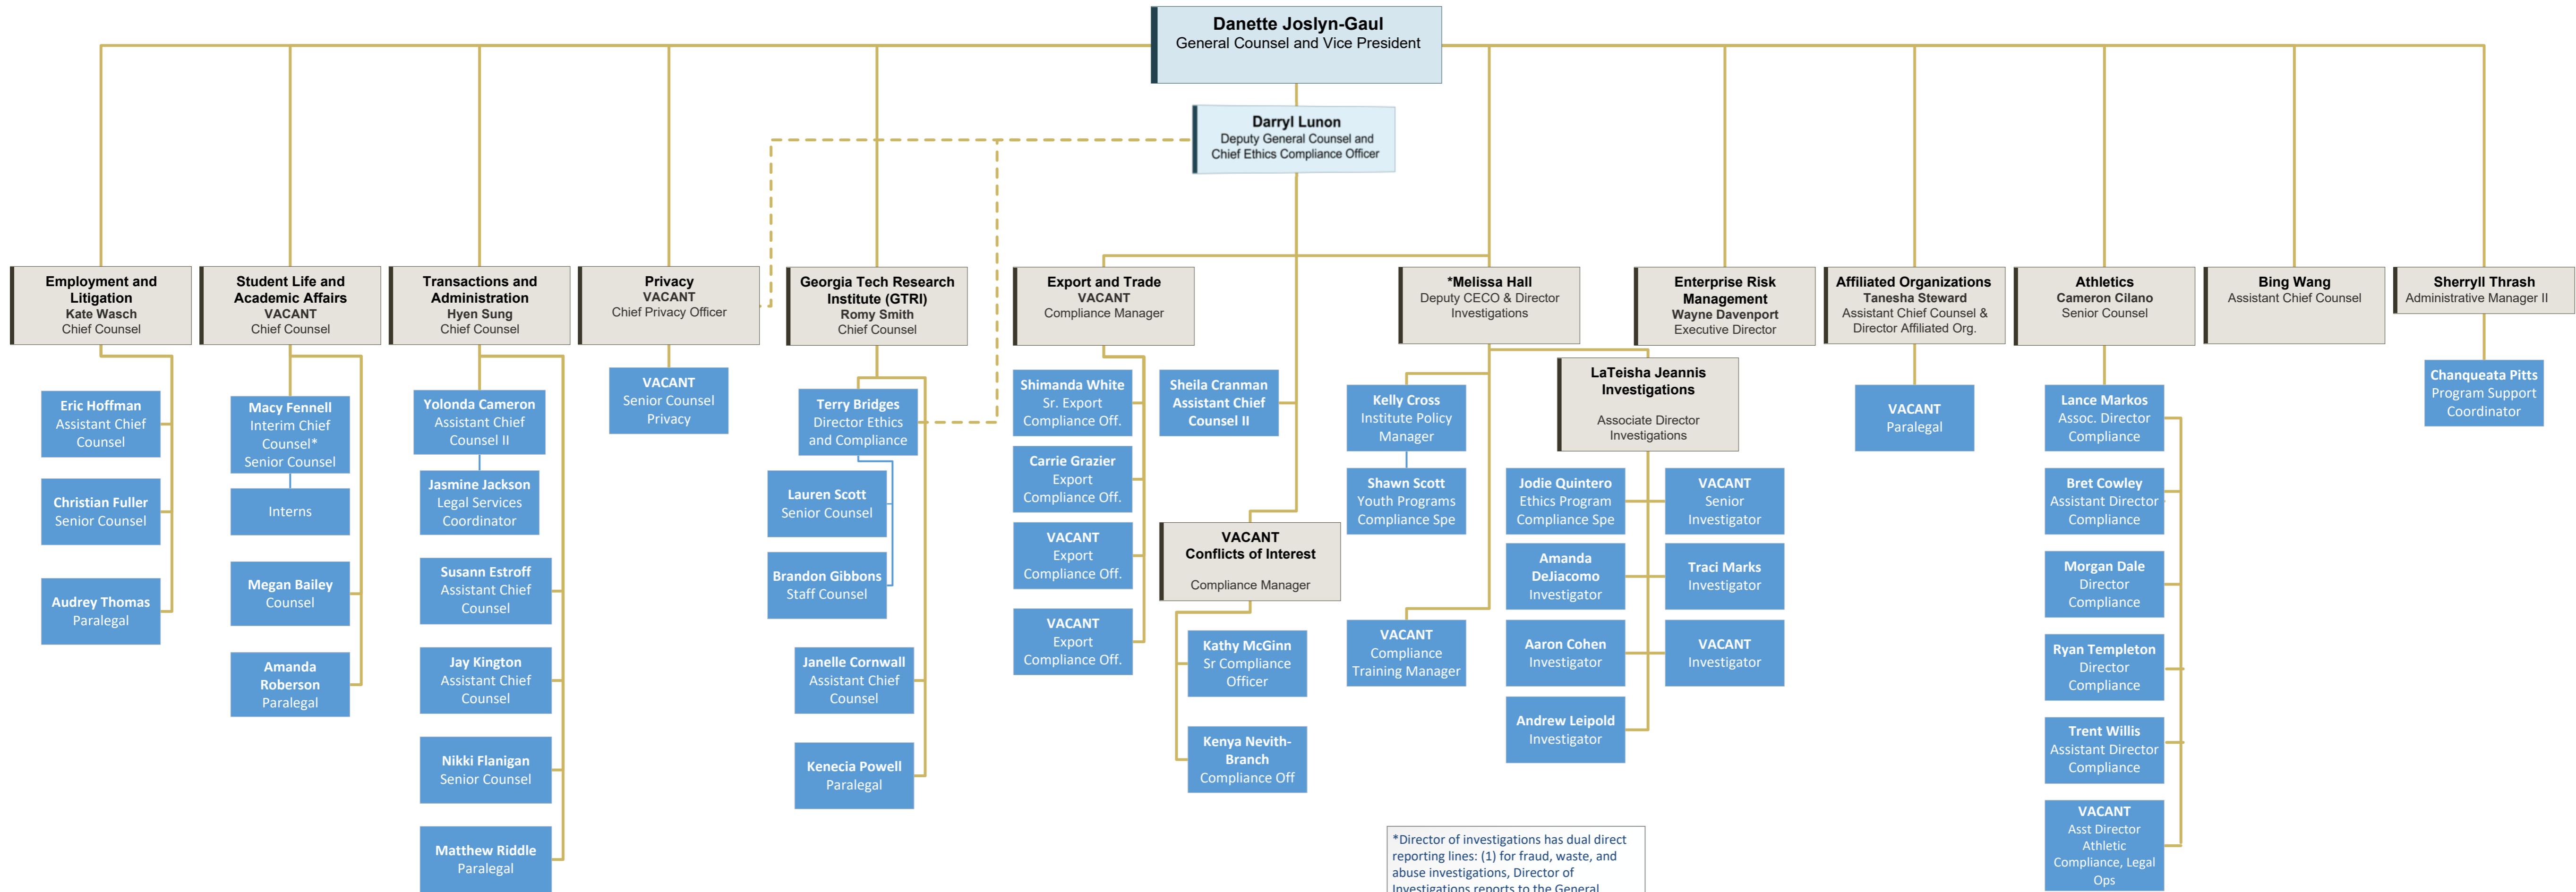 Danette Joslyn-Gaul
General Counsel and Vice President
Darryl Lunon
Deputy General Counsel and
Chief Ethics Compliance Officer
Employment and
Litigation
Kate Wasch
Chief Counsel
Student Life and
Academic Affairs
VACANT
Chief Counsel
Transactions and
Administration
Hyen Sung
Chief Counsel
Privacy
VACANT
Chief Privacy Officer
Georgia Tech Research
Institute (GTRI)
Romy Smith
Chief Counsel
Export and Trade
VACANT
Compliance Manager
*Melissa Hall
Deputy CECO & Director
Investigations
Enterprise Risk
Management
Wayne Davenport
Executive Director
Affiliated Organizations
Tanesha Steward
Assistant Chief Counsel &
Director Affiliated Org.
Athletics
Cameron Cilano
Senior Counsel
Bing Wang
Assistant Chief Counsel
Sherryll Thrash
Administrative Manager II
Eric Hoffman
Assistant Chief
Counsel
Christian Fuller
Senior Counsel
Audrey Thomas
Paralegal
Macy Fennell
Interim Chief
Counsel*
Senior Counsel
Interns
Megan Bailey
Counsel
Amanda
Roberson
Paralegal
Yolonda Cameron
Assistant Chief
Counsel II
Jasmine Jackson
Legal Services
Coordinator
Susann Estroff
Assistant Chief
Counsel
Jay Kington
Assistant Chief
Counsel
Nikki Flanigan
Senior Counsel
Matthew Riddle
Paralegal
VACANT
Senior Counsel
Privacy
Terry Bridges
Director Ethics
and Compliance
Lauren Scott
Senior Counsel
Brandon Gibbons
Staff Counsel
Janelle Cornwall
Assistant Chief
Counsel
Kenecia Powell
Paralegal
Shimanda White
Sr. Export
Compliance Off.
Carrie Grazier
Export
Compliance Off.
VACANT
Export
Compliance Off.
VACANT
Export
Compliance Off.
Sheila Cranman
Assistant Chief
Counsel II
VACANT
Conflicts of Interest
Compliance Manager
Kathy McGinn
Sr Compliance
Officer
Kenya Nevith-
Branch
Compliance Off
Kelly Cross
Institute Policy
Manager
Shawn Scott
Youth Programs
Compliance Spe
VACANT
Compliance
Training Manager
LaTeisha Jeannis
Investigations
Associate Director
Investigations
Jodie Quintero
Ethics Program
Compliance Spe
VACANT
Senior
Investigator
Amanda
DeJiacomo
Investigator
Traci Marks
Investigator
Aaron Cohen
Investigator
VACANT
Investigator
Andrew Leipold
Investigator
VACANT
Paralegal
Lance Markos
Assoc. Director
Compliance
Bret Cowley
Assistant Director
Compliance
Morgan Dale
Director
Compliance
Ryan Templeton
Director
Compliance
Trent Willis
Assistant Director
Compliance
VACANT
Asst Director
Athletic
Compliance, Legal
Ops
Chanqueata Pitts
Program Support
Coordinator
*Director of investigations has dual direct
reporting lines: (1) for fraud, waste, and
abuse investigations, Director of
Investigations reports to the General